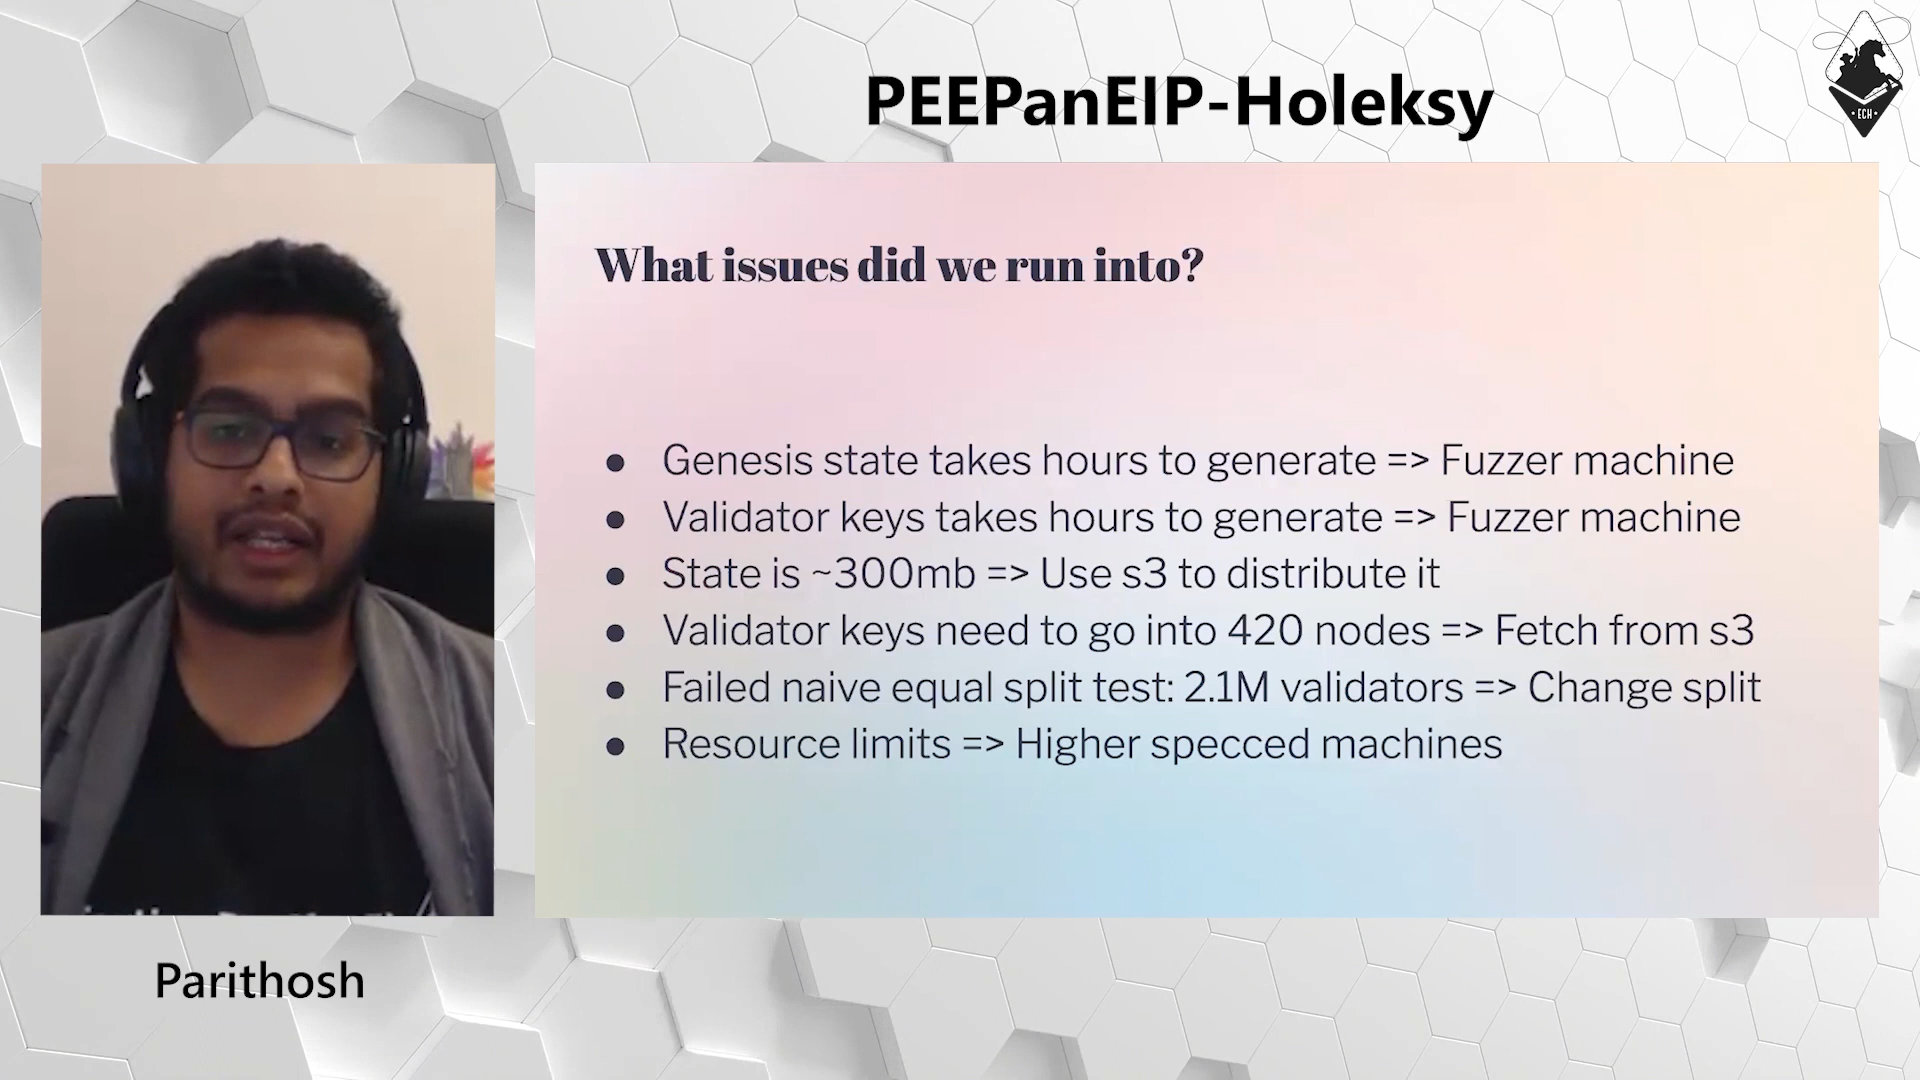 PEEPanEIP-Holeksy
ECH
What issues did we run into?
● Genesis state takes hours to generate => Fuzzer machine
● Validator keys takes hours to generate => Fuzzer machine
● State is ~300mb => Use s3 to distribute it
● Validator keys need to go into 420 nodes => Fetch from s3
● Failed naive equal split test: 2.1M validators => Change split
● Resource limits => Higher specced machines
Parithosh